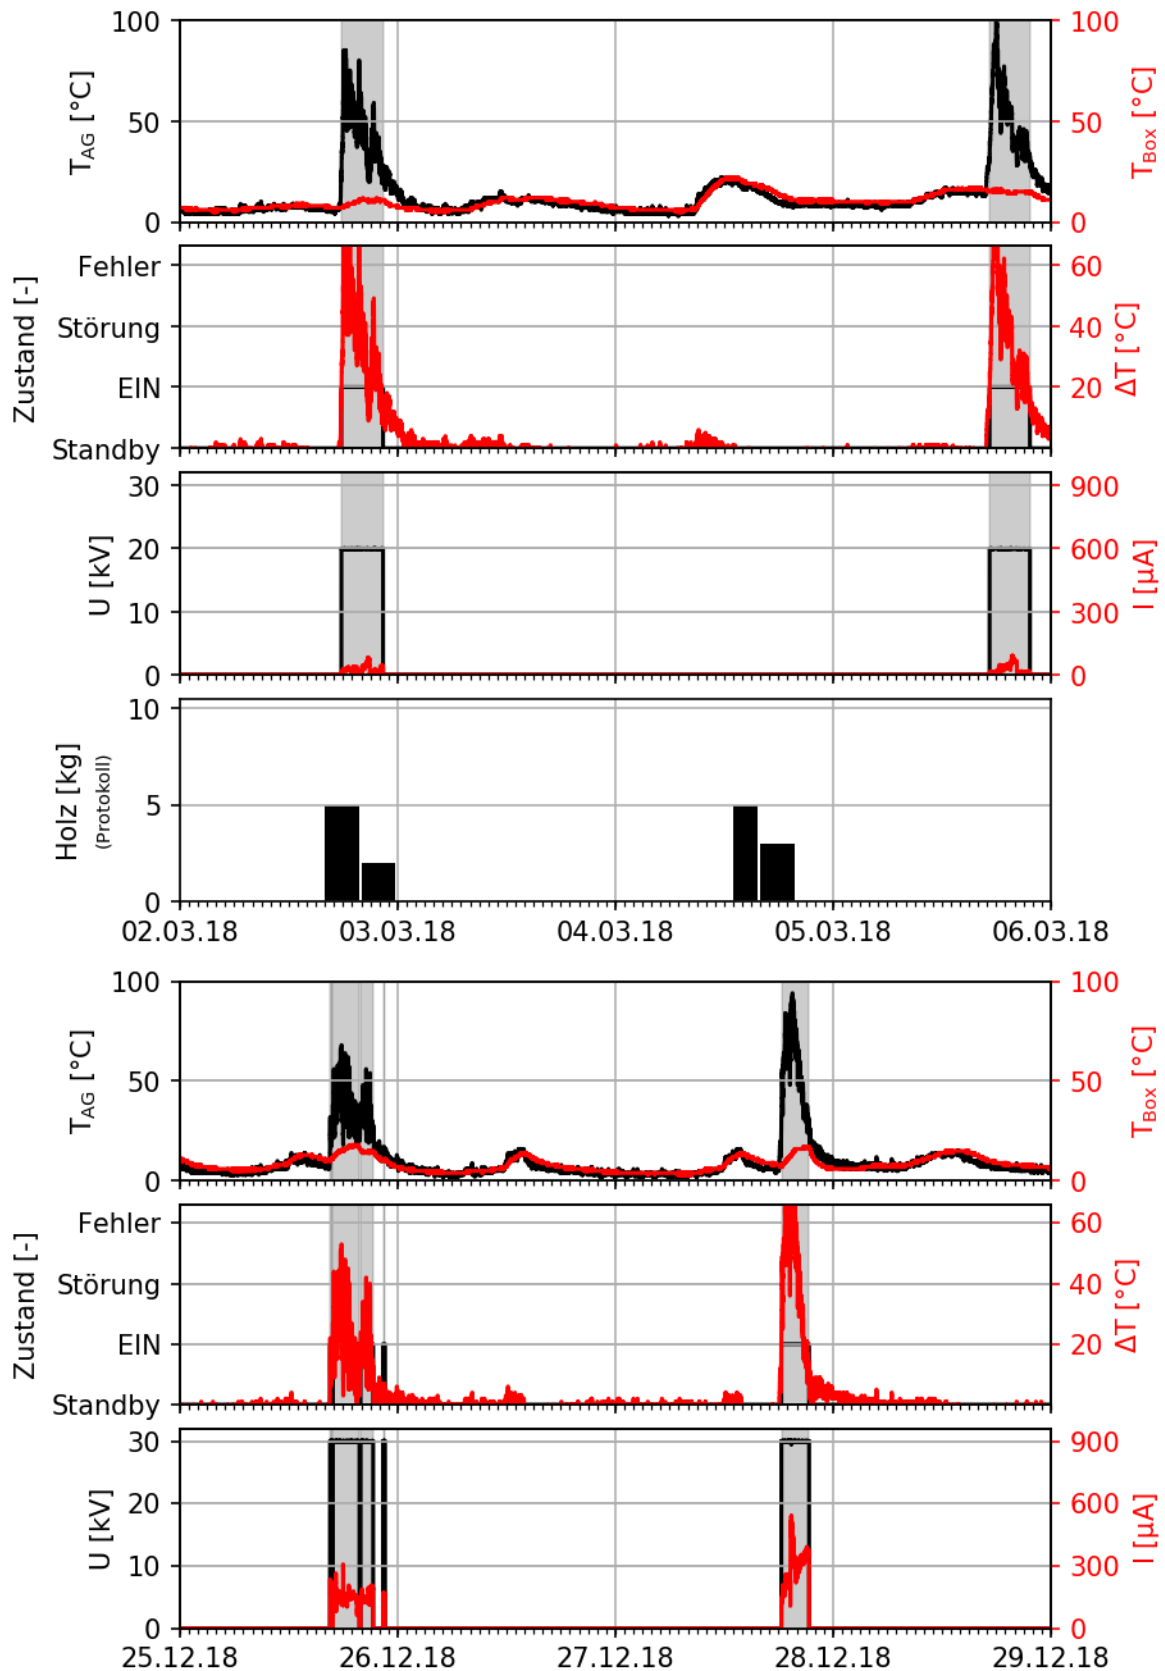 100
50
0
T_AG [°C]
100
50
0
T_Box [°C]
Fehler
Störung
EIN
Standby
Zustand [-]
60
40
20
ΔT [°C]
30
20
10
0
U [kV]
900
600
300
0
I [µA]
10
5
0
Holz [kg]
(Protokoll)
02.03.18 03.03.18 04.03.18 05.03.18 06.03.18
100
50
0
T_AG [°C]
100
50
0
T_Box [°C]
Fehler
Störung
EIN
Standby
Zustand [-]
60
40
20
ΔT [°C]
30
20
10
0
U [kV]
900
600
300
0
I [µA]
25.12.18 26.12.18 27.12.18 28.12.18 29.12.18